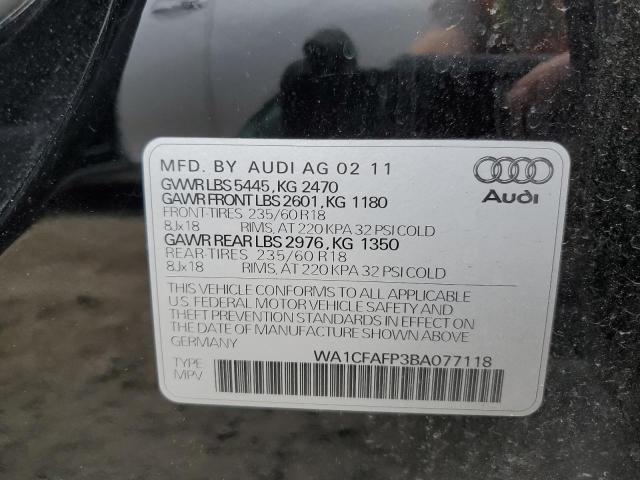 MFD. BY AUDI AG 02 11
GVWR LBS 5445, KG 2470
GAWR FRONT LBS 2601, KG 1180
FRONT-TIRES 235/60 R18
8Jx18 RIMS, AT 220 KPA 32 PSI COLD
GAWR REAR LBS 2976, KG 1350
REAR-TIRES 235/60 R18
8Jx18 RIMS, AT 220 KPA 32 PSI COLD
Audi
THIS VEHICLE CONFORMS TO ALL APPLICABLE
U.S. FEDERAL MOTOR VEHICLE SAFETY AND
THEFT PREVENTION STANDARDS IN EFFECT ON
THE DATE OF MANUFACTURE SHOWN ABOVE.
GERMANY
WA1CFAFP3BA077118
TYPE
MPV